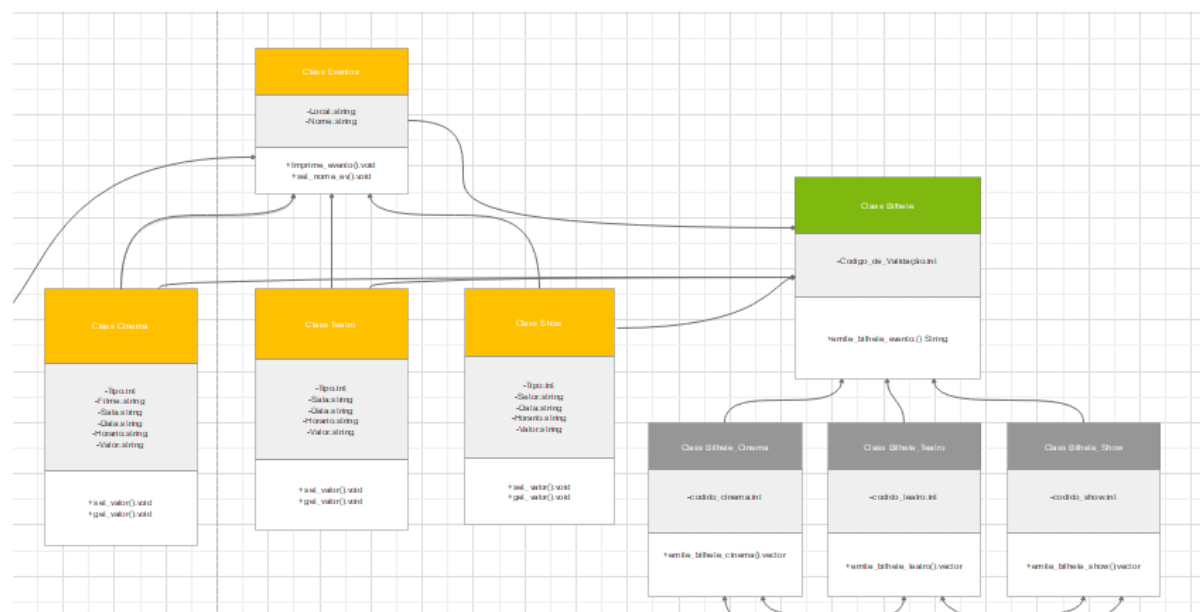 Class Eventos
-Local:string
-Nome:string
+Imprime_evento().void
+set_nome_ev().void
Class Bilhete
-Codigo_de_Validação.int
+emite_bilhete_evento.() String
Class Cinema
-Tipo.int
-Filme.string
-Sala.string
-Data.string
-Horario.string
-Valor.string
+set_valor().void
+get_valor().void
Class Teatro
-Tipo.int
-Sala.string
-Data.string
-Horario.string
-Valor.string
+set_valor().void
+get_valor().void
Class Show
-Tipo.int
-Setor.string
-Data.string
-Horario.string
-Valor.string
+set_valor().void
+get_valor().void
Class Bilhete_Cinema
-codido_cinema.int
+emite_bilhete_cinema().vector
Class Bilhete_Teatro
-codido_teatro.int
+emite_bilhete_teatro().vector
Class Bilhete_Show
-codido_show.int
+emite_bilhete_show()vector